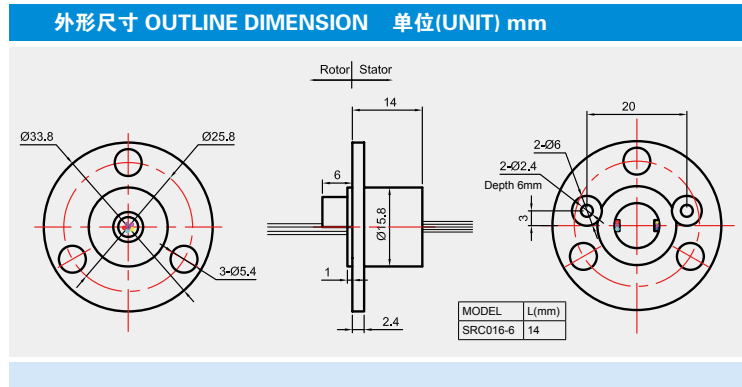 外形尺寸 OUTLINE DIMENSION 单位(UNIT) mm
Rotor Stator
14
20
Ø33.8
Ø25.8
2-Ø6
2-Ø2.4
Depth 6mm
6
Ø15.8
3
3-Ø5.4
1
2.4
MODEL L(mm)
SRC016-6 14